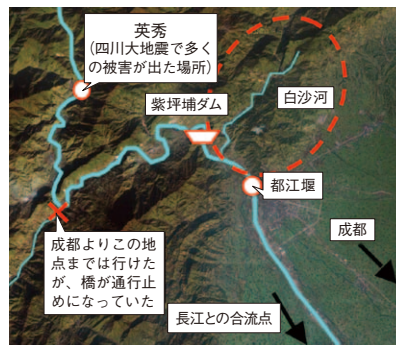 英秀
(四川大地震で多く
の被害が出た場所)
紫坪埔ダム
白沙河
都江堰
成都
成都よりこの地
点までは行けた
が、橋が通行止
めになっていた
長江との合流点